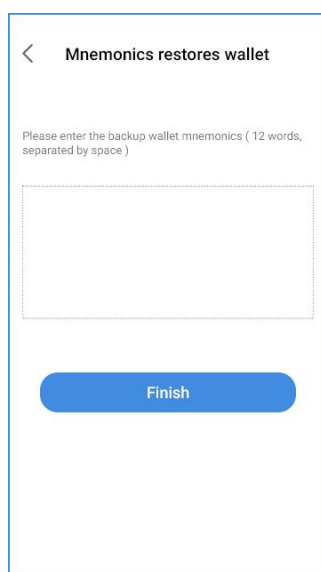 Mnemonics restores wallet
Please enter the backup wallet mnemonics ( 12 words,
separated by space )
Finish